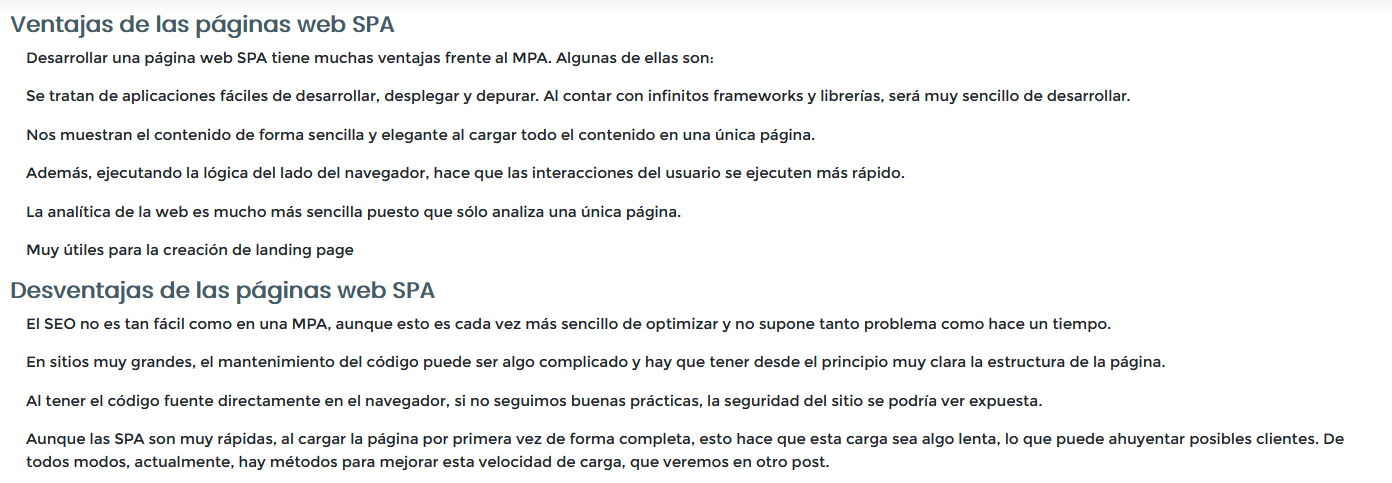 Ventajas de las páginas web SPA
Desarrollar una página web SPA tiene muchas ventajas frente al MPA. Algunas de ellas son:
Se tratan de aplicaciones fáciles de desarrollar, desplegar y depurar. Al contar con infinitos frameworks y librerías, será muy sencillo de desarrollar.
Nos muestran el contenido de forma sencilla y elegante al cargar todo el contenido en una única página.
Además, ejecutando la lógica del lado del navegador, hace que las interacciones del usuario se ejecuten más rápido.
La analítica de la web es mucho más sencilla puesto que sólo analiza una única página.
Muy útiles para la creación de landing page
Desventajas de las páginas web SPA
El SEO no es tan fácil como en una MPA, aunque esto es cada vez más sencillo de optimizar y no supone tanto problema como hace un tiempo.
En sitios muy grandes, el mantenimiento del código puede ser algo complicado y hay que tener desde el principio muy clara la estructura de la página.
Al tener el código fuente directamente en el navegador, si no seguimos buenas prácticas, la seguridad del sitio se podría ver expuesta.
Aunque las SPA son muy rápidas, al cargar la página por primera vez de forma completa, esto hace que esta carga sea algo lenta, lo que puede ahuyentar posibles clientes. De
todos modos, actualmente, hay métodos para mejorar esta velocidad de carga, que veremos en otro post.